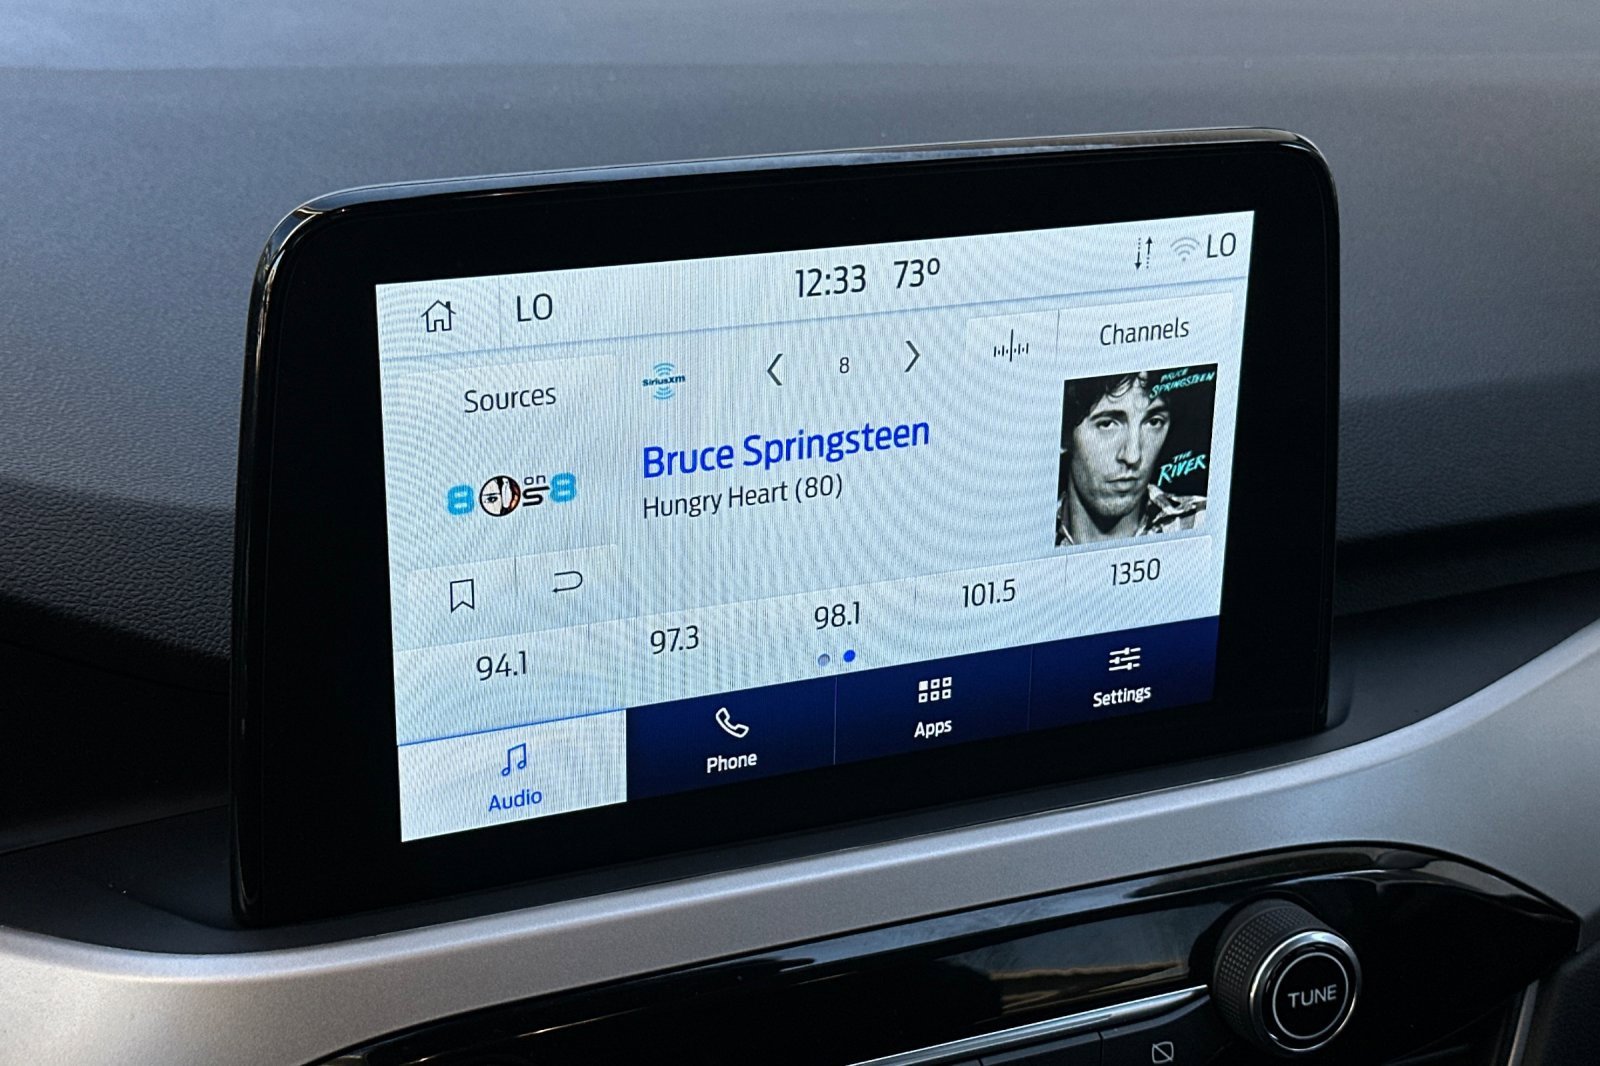 LO
12:33 73°
LO
Sources
SiriusXm
8
Channels
8 on 8
80s
BRUCE
SPRINGSTEEN
THE
RIVER
Bruce Springsteen
Hungry Heart (80)
94.1
97.3
98.1
101.5
1350
Audio
Phone
Apps
Settings
TUNE